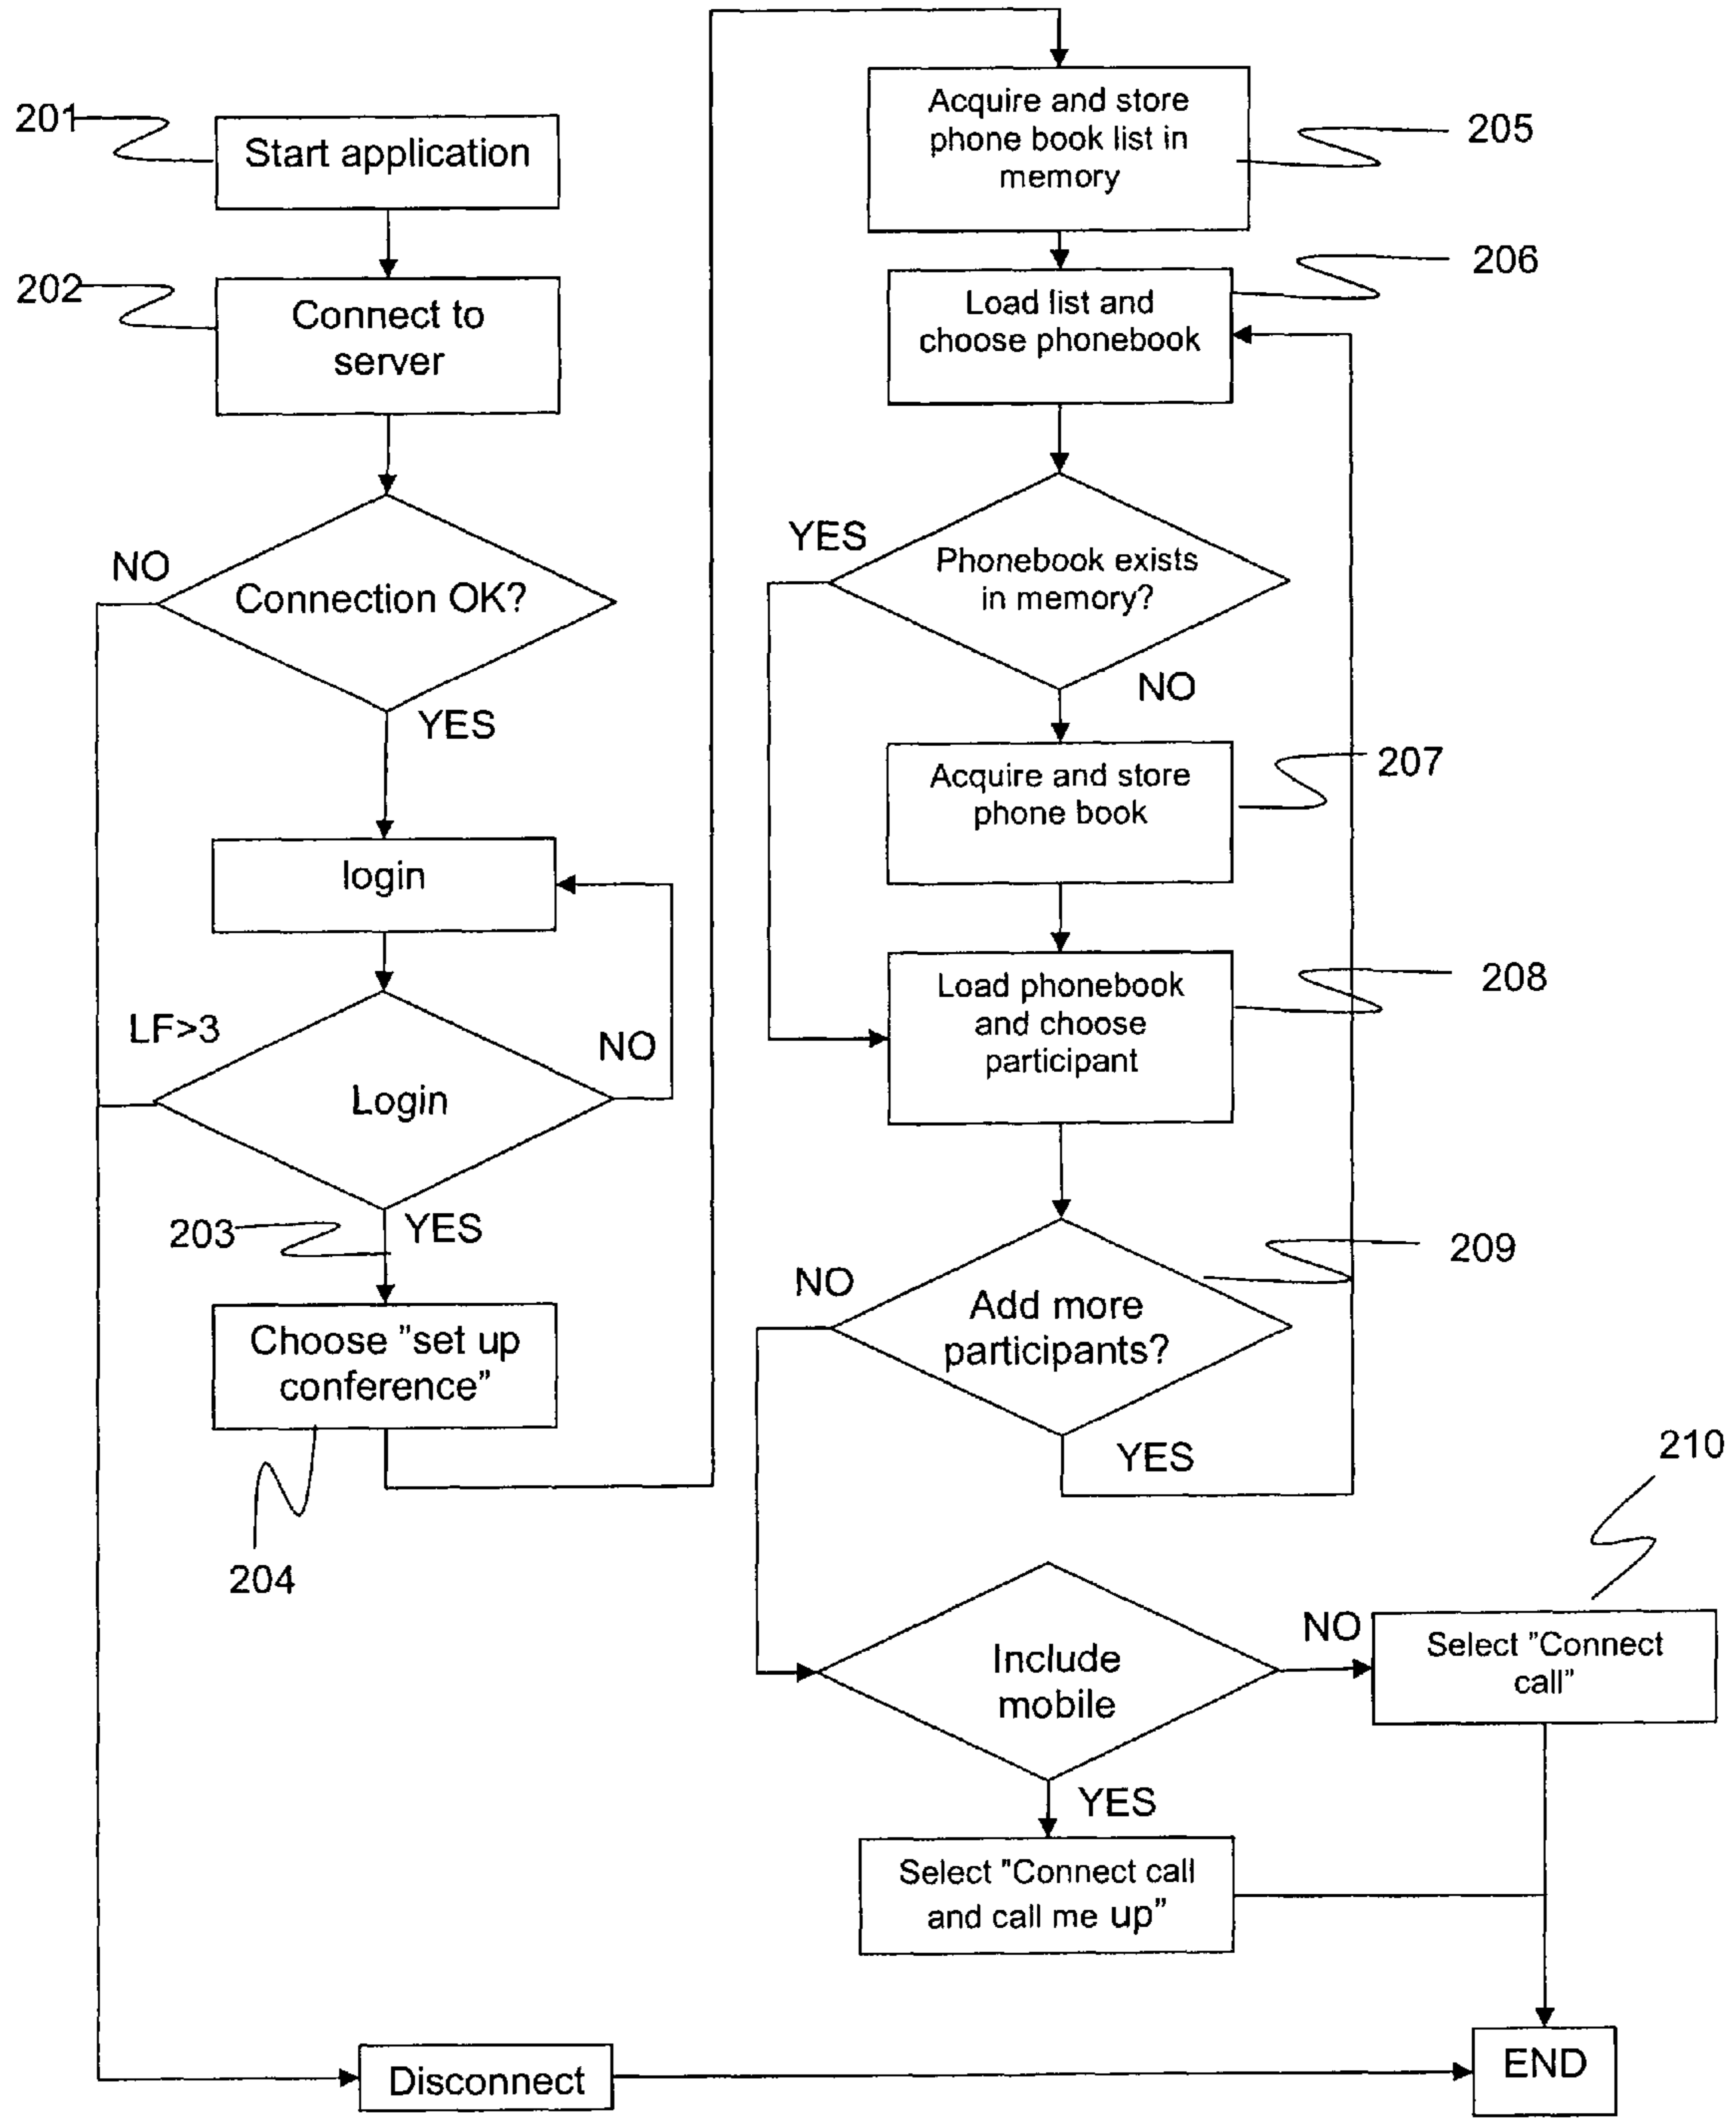 201
Start application
202
Connect to
server
NO
Connection OK?
YES
login
LF>3
NO
Login
203
YES
Choose ”set up
conference”
204
Acquire and store
phone book list in
memory
205
206
Load list and
choose phonebook
YES
Phonebook exists
in memory?
NO
207
Acquire and store
phone book
208
Load phonebook
and choose
participant
209
NO
Add more
participants?
YES
210
Include
mobile
NO
Select ”Connect
call”
YES
Select ”Connect call
and call me up”
Disconnect
END